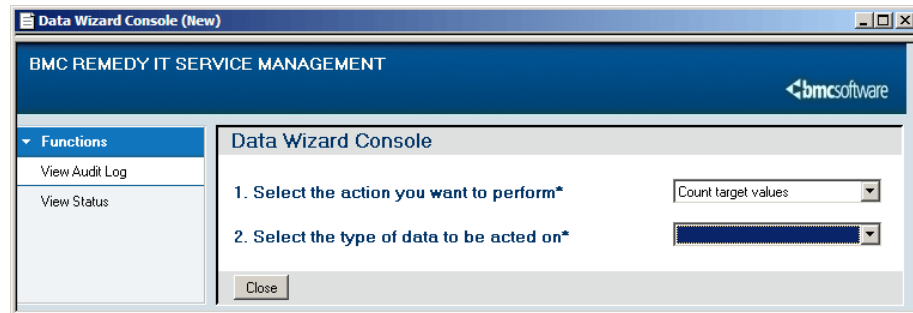 Data Wizard Console (New)
BMC REMEDY IT SERVICE MANAGEMENT
bmcsoftware
Functions
View Audit Log
View Status
Data Wizard Console
1. Select the action you want to perform* Count target values
2. Select the type of data to be acted on*
Close